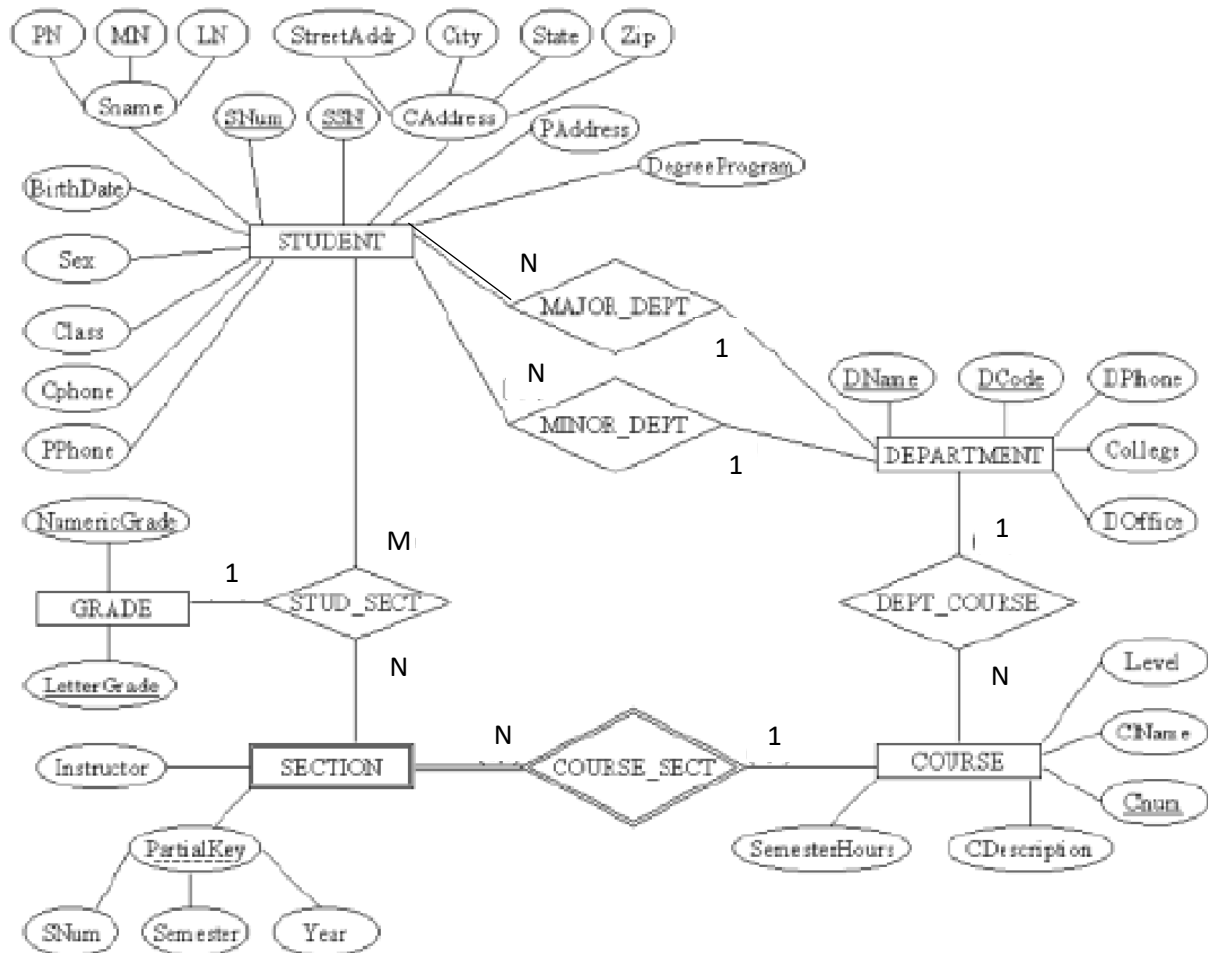 PN
MN
LN
StreetAddr
City
State
Zip
Sname
SNum
SSN
CAddress
PAddress
BirthDate
DegreeProgram
STUDENT
Sex
N
MAJOR_DEPT
Class
1
Cphone
N
DName
DCode
DPhone
MINOR_DEPT
PPhone
1
DEPARTMENT
College
NumericGrade
DOffice
M
1
1
GRADE
STUD_SECT
DEPT_COURSE
LetterGrade
N
N
Level
N
1
ClName
Instructor
SECTION
COURSE_SECT
COURSE
Cnum
PartialKey
SemesterHours
CDescription
SNum
Semester
Year